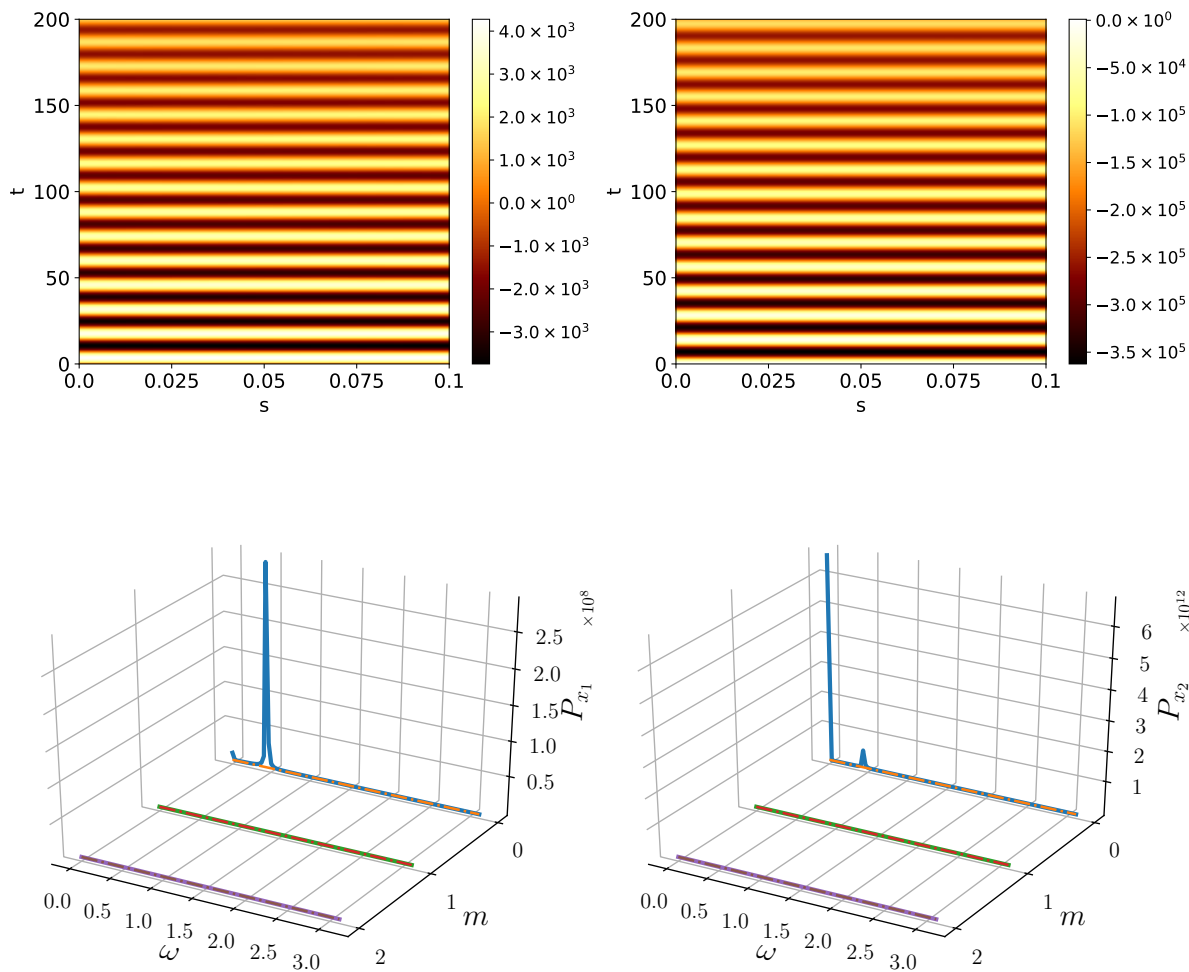 200
150
100
50
0
t
0.0 0.025 0.05 0.075 0.1
s
4.0 × 10³
3.0 × 10³
2.0 × 10³
1.0 × 10³
0.0 × 10⁰
−1.0 × 10³
−2.0 × 10³
−3.0 × 10³
200
150
100
50
0
t
0.0 0.025 0.05 0.075 0.1
s
0.0 × 10⁰
−5.0 × 10⁴
−1.0 × 10⁵
−1.5 × 10⁵
−2.0 × 10⁵
−2.5 × 10⁵
−3.0 × 10⁵
−3.5 × 10⁵
×10⁸
2.5
2.0
1.5
1.0
0.5
P_{x_1}
0
1
2
m
0.0 0.5 1.0 1.5 2.0 2.5 3.0
ω
×10¹²
6
5
4
3
2
1
P_{x_2}
0
1
2
m
0.0 0.5 1.0 1.5 2.0 2.5 3.0
ω